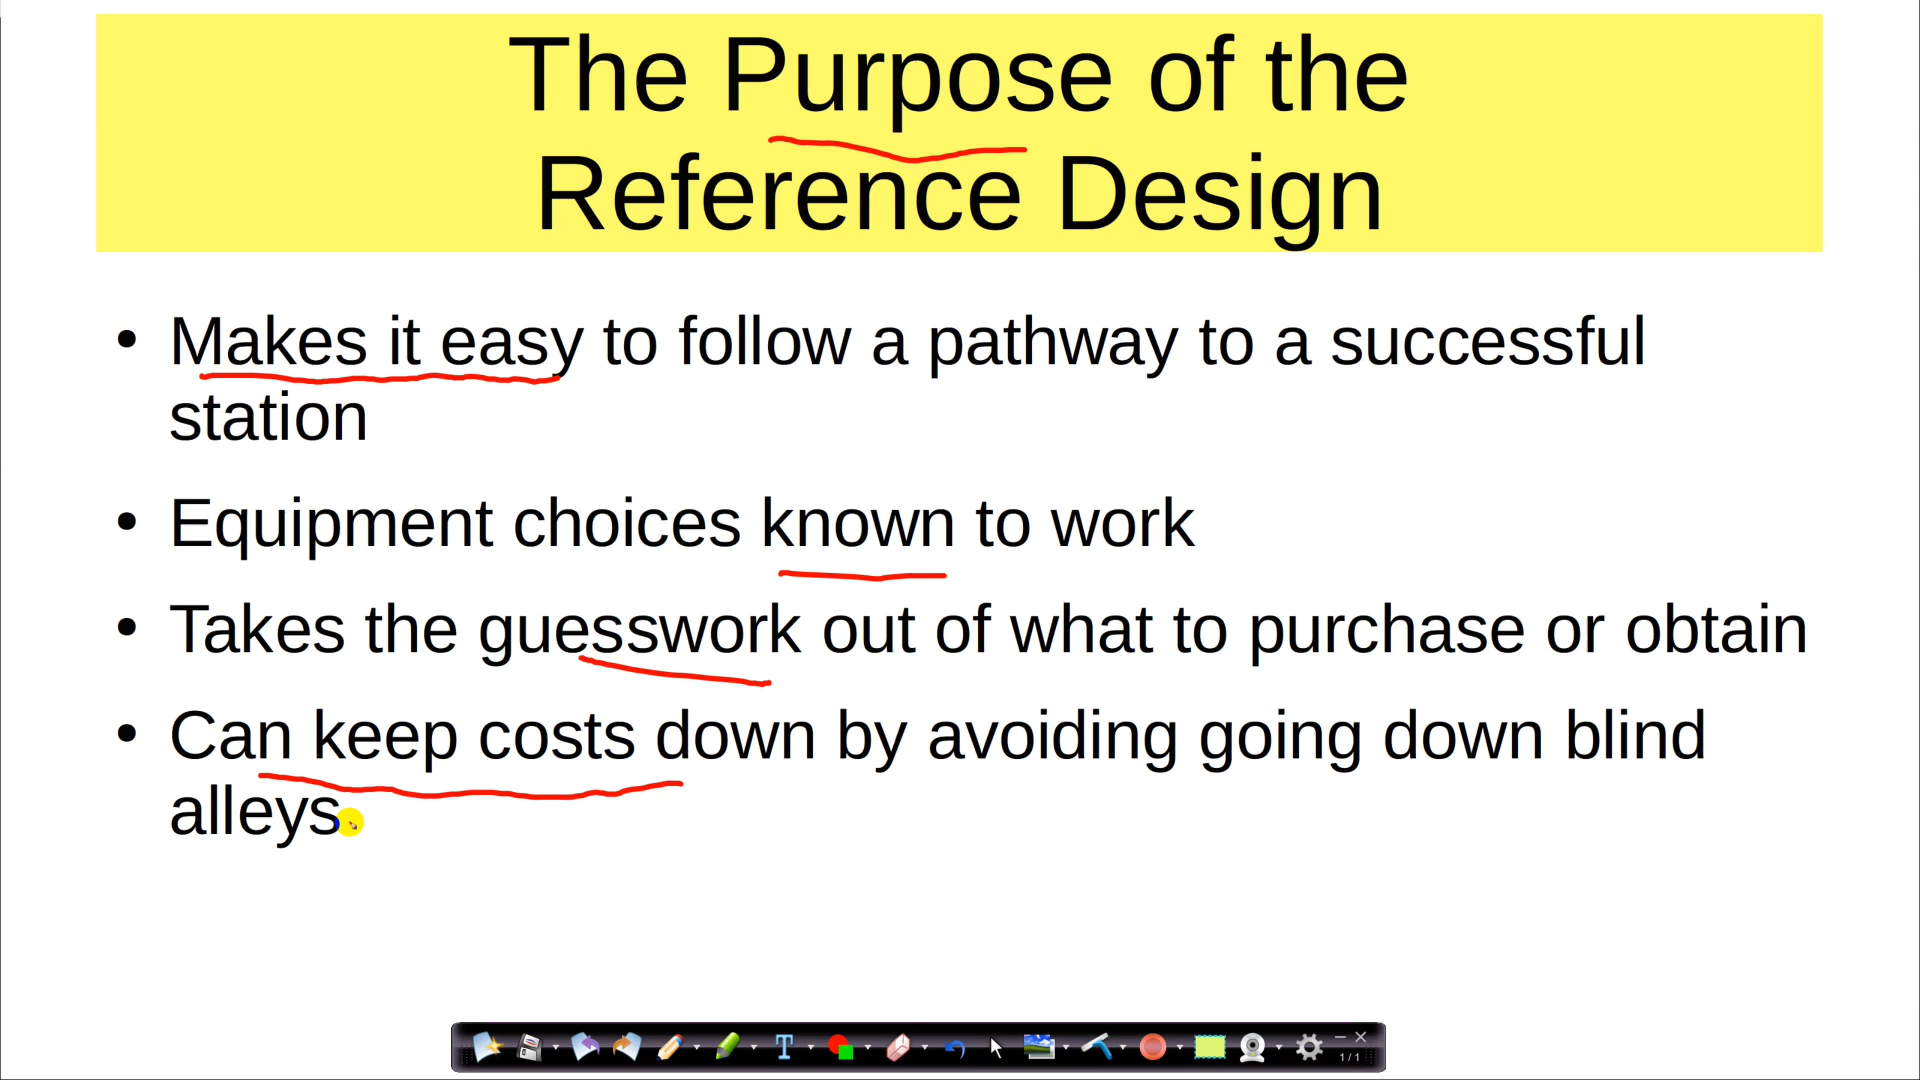 The Purpose of the
Reference Design
• Makes it easy to follow a pathway to a successful
station
• Equipment choices known to work
• Takes the guesswork out of what to purchase or obtain
• Can keep costs down by avoiding going down blind
alleys
T
1/1